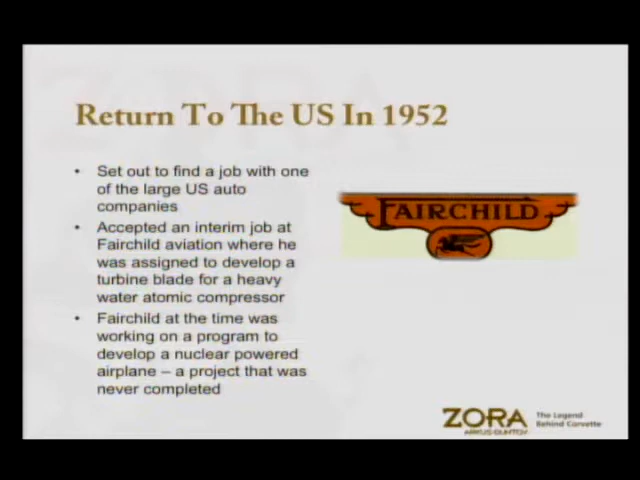 Return To The US In 1952
• Set out to find a job with one
of the large US auto
companies
• Accepted an interim job at
Fairchild aviation where he
was assigned to develop a
turbine blade for a heavy
water atomic compressor
• Fairchild at the time was
working on a program to
develop a nuclear powered
airplane – a project that was
never completed
FAIRCHILD
ZORA
ARKUS-DUNTOV
The Legend
Behind Corvette